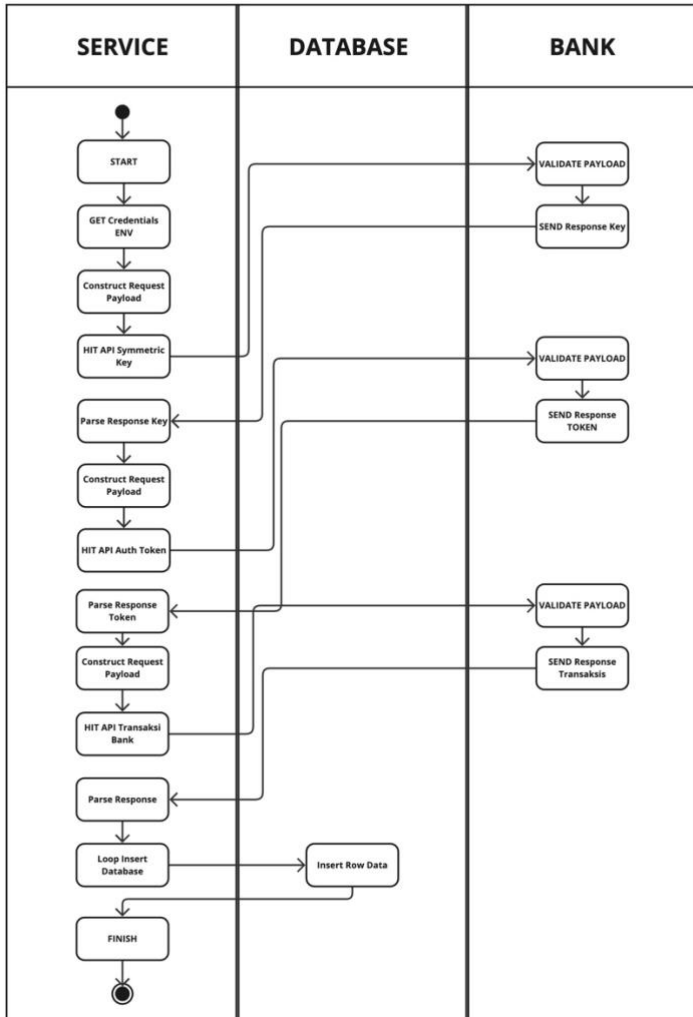 SERVICE
DATABASE
BANK
START
GET Credentials
ENV
Construct Request
Payload
HIT API Symmetric
Key
VALIDATE PAYLOAD
SEND Response Key
Parse Response Key
Construct Request
Payload
HIT API Auth Token
VALIDATE PAYLOAD
SEND Response
TOKEN
Parse Response
Token
Construct Request
Payload
HIT API Transaksi
Bank
VALIDATE PAYLOAD
SEND Response
Transaksis
Parse Response
Loop Insert
Database
Insert Row Data
FINISH